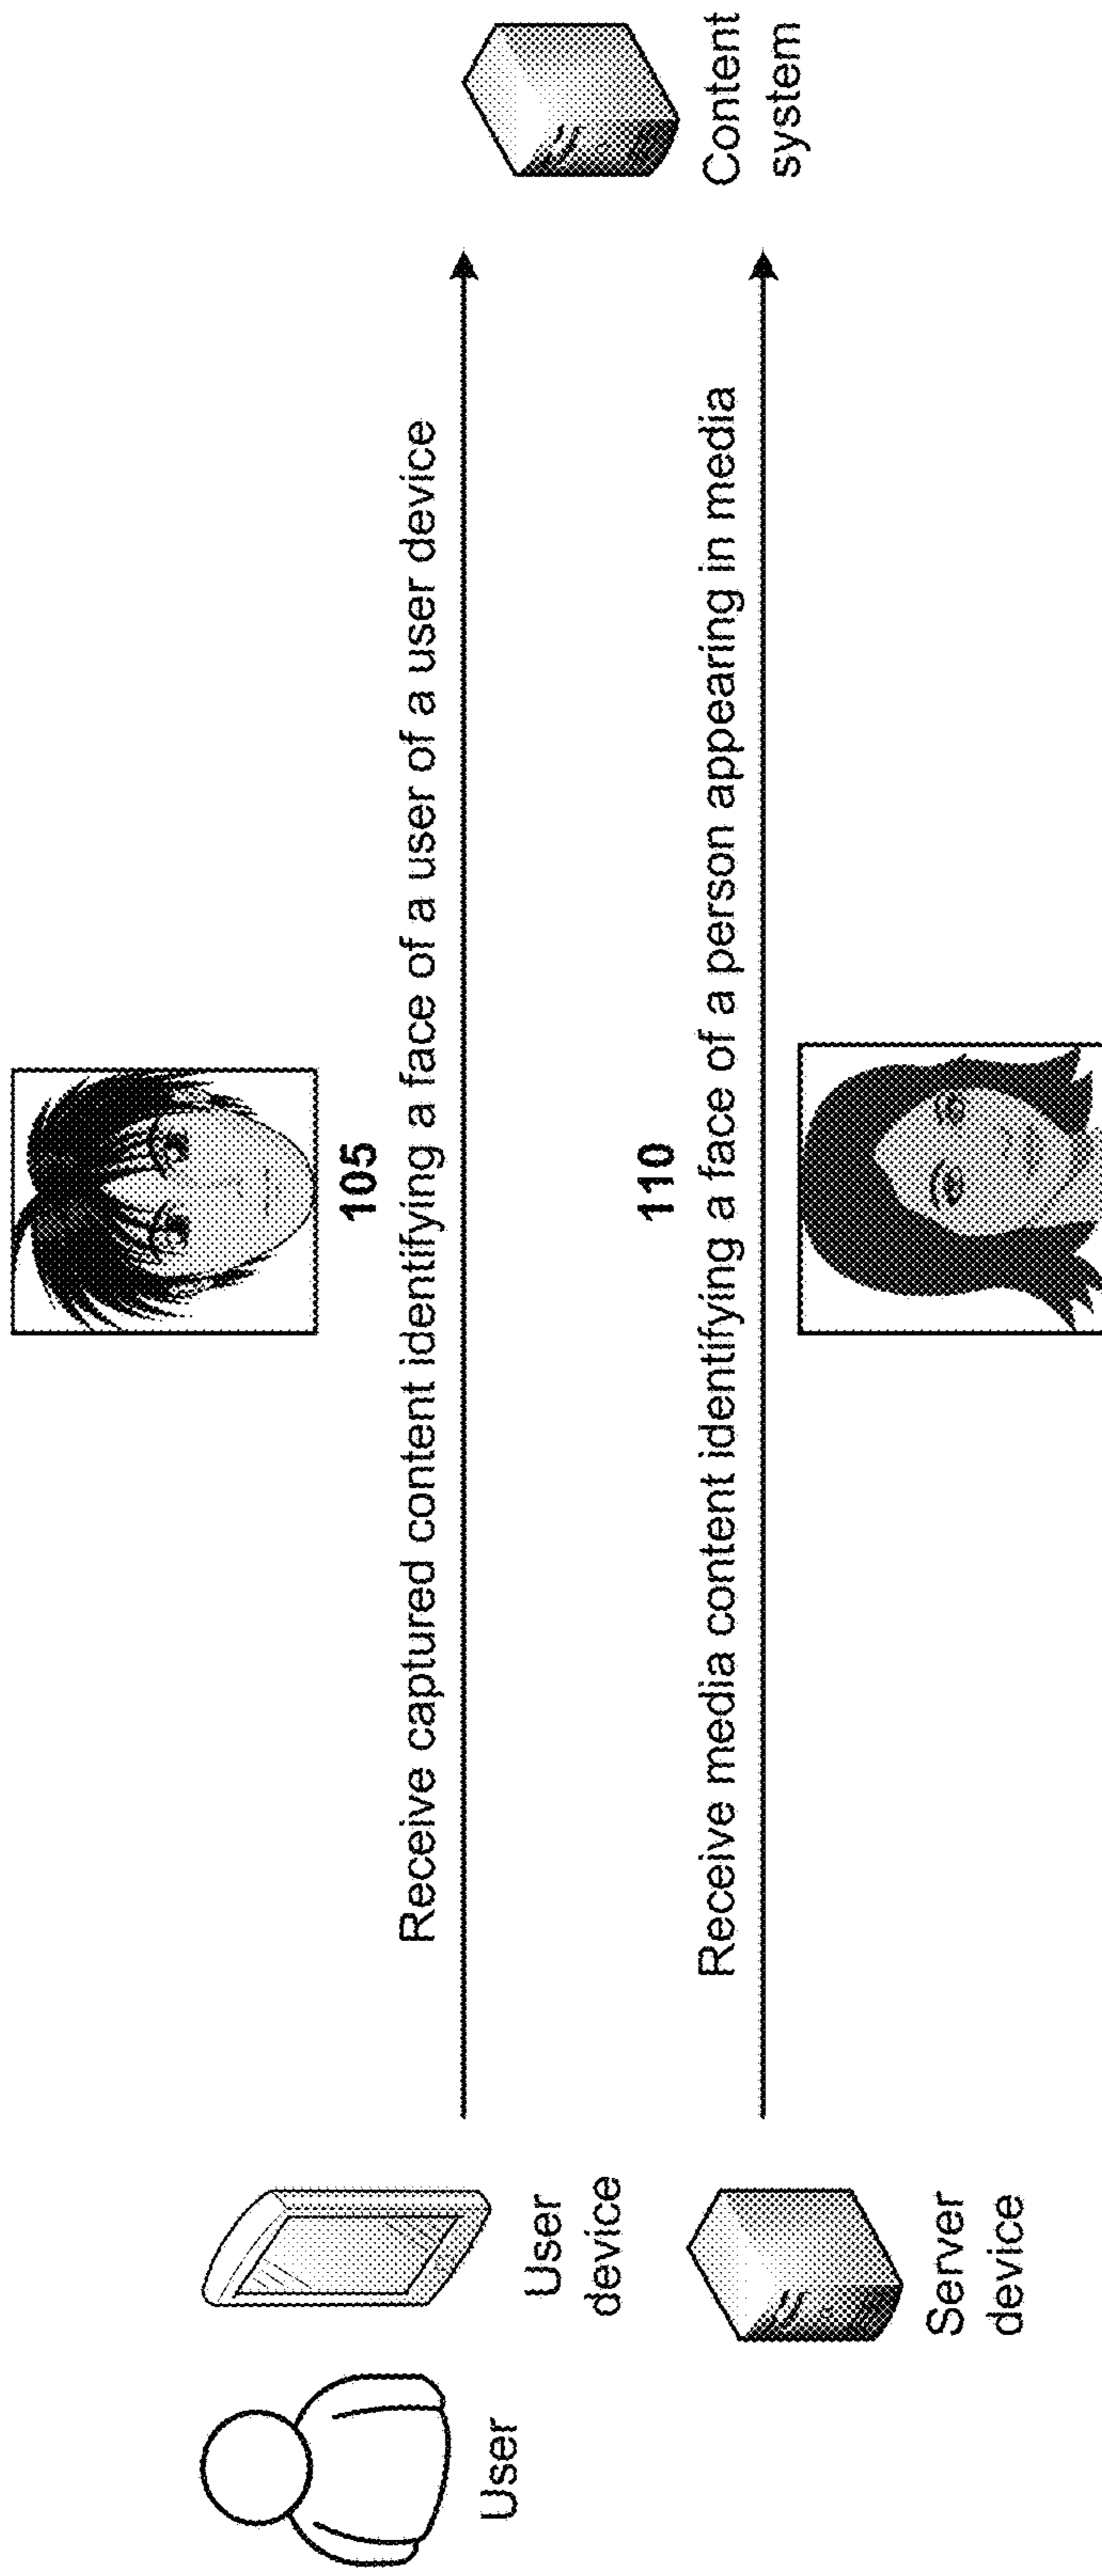 105
Receive captured content identifying a face of a user of a user device
User
User
device
Content
system
110
Receive media content identifying a face of a person appearing in media
Server
device